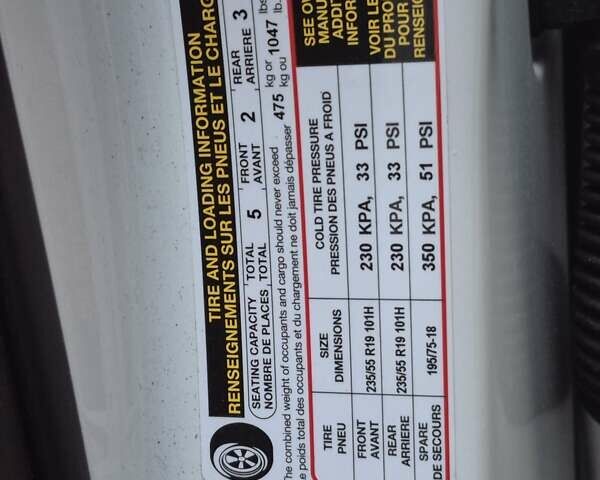 TIRE AND LOADING INFORMATION
RENSEIGNEMENTS SUR LES PNEUS ET LE CHARG
SEATING CAPACITY TOTAL 5 FRONT 2 REAR 3
NOMBRE DE PLACES TOTAL AVANT ARRIERE
The combined weight of occupants and cargo should never exceed 475 kg or 1047 lbs
e poids total des occupants et du chargement ne doit jamais dépasser kg ou lb.
TIRE SIZE COLD TIRE PRESSURE
PNEU DIMENSIONS PRESSION DES PNEUS A FROID
FRONT
AVANT
235/55 R19 101H 230 KPA, 33 PSI
REAR
ARRIERE
235/55 R19 101H 230 KPA, 33 PSI
SPARE
DE SECOURS
195/75-18 350 KPA, 51 PSI
SEE OW
MANU
ADDITI
INFORM
VOIR LE
DU PRO
POUR
RENSEIG